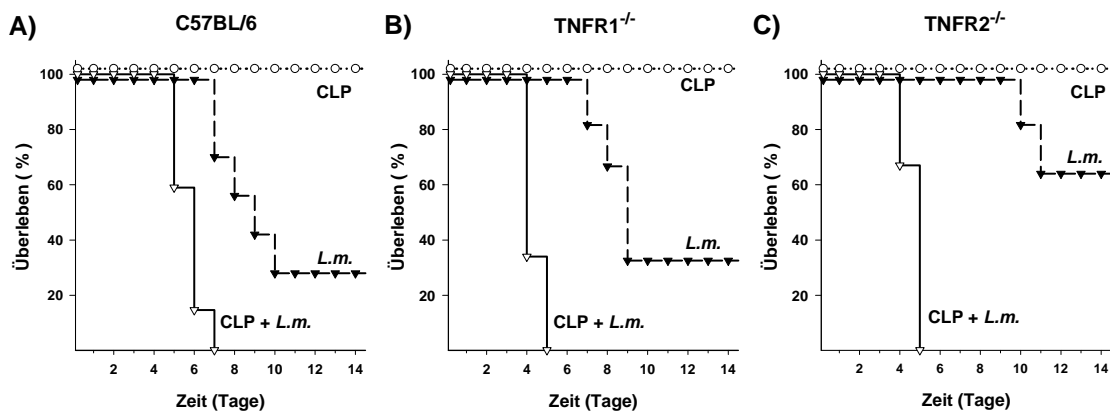 A)
C57BL/6
Überleben ( % )
100
80
60
40
20
CLP
L.m.
CLP + L.m.
2 4 6 8 10 12 14
Zeit (Tage)
B)
TNFR1-/-
Überleben ( % )
100
80
60
40
20
CLP
L.m.
CLP + L.m.
2 4 6 8 10 12 14
Zeit (Tage)
C)
TNFR2-/-
Überleben ( % )
100
80
60
40
20
CLP
L.m.
CLP + L.m.
2 4 6 8 10 12 14
Zeit (Tage)